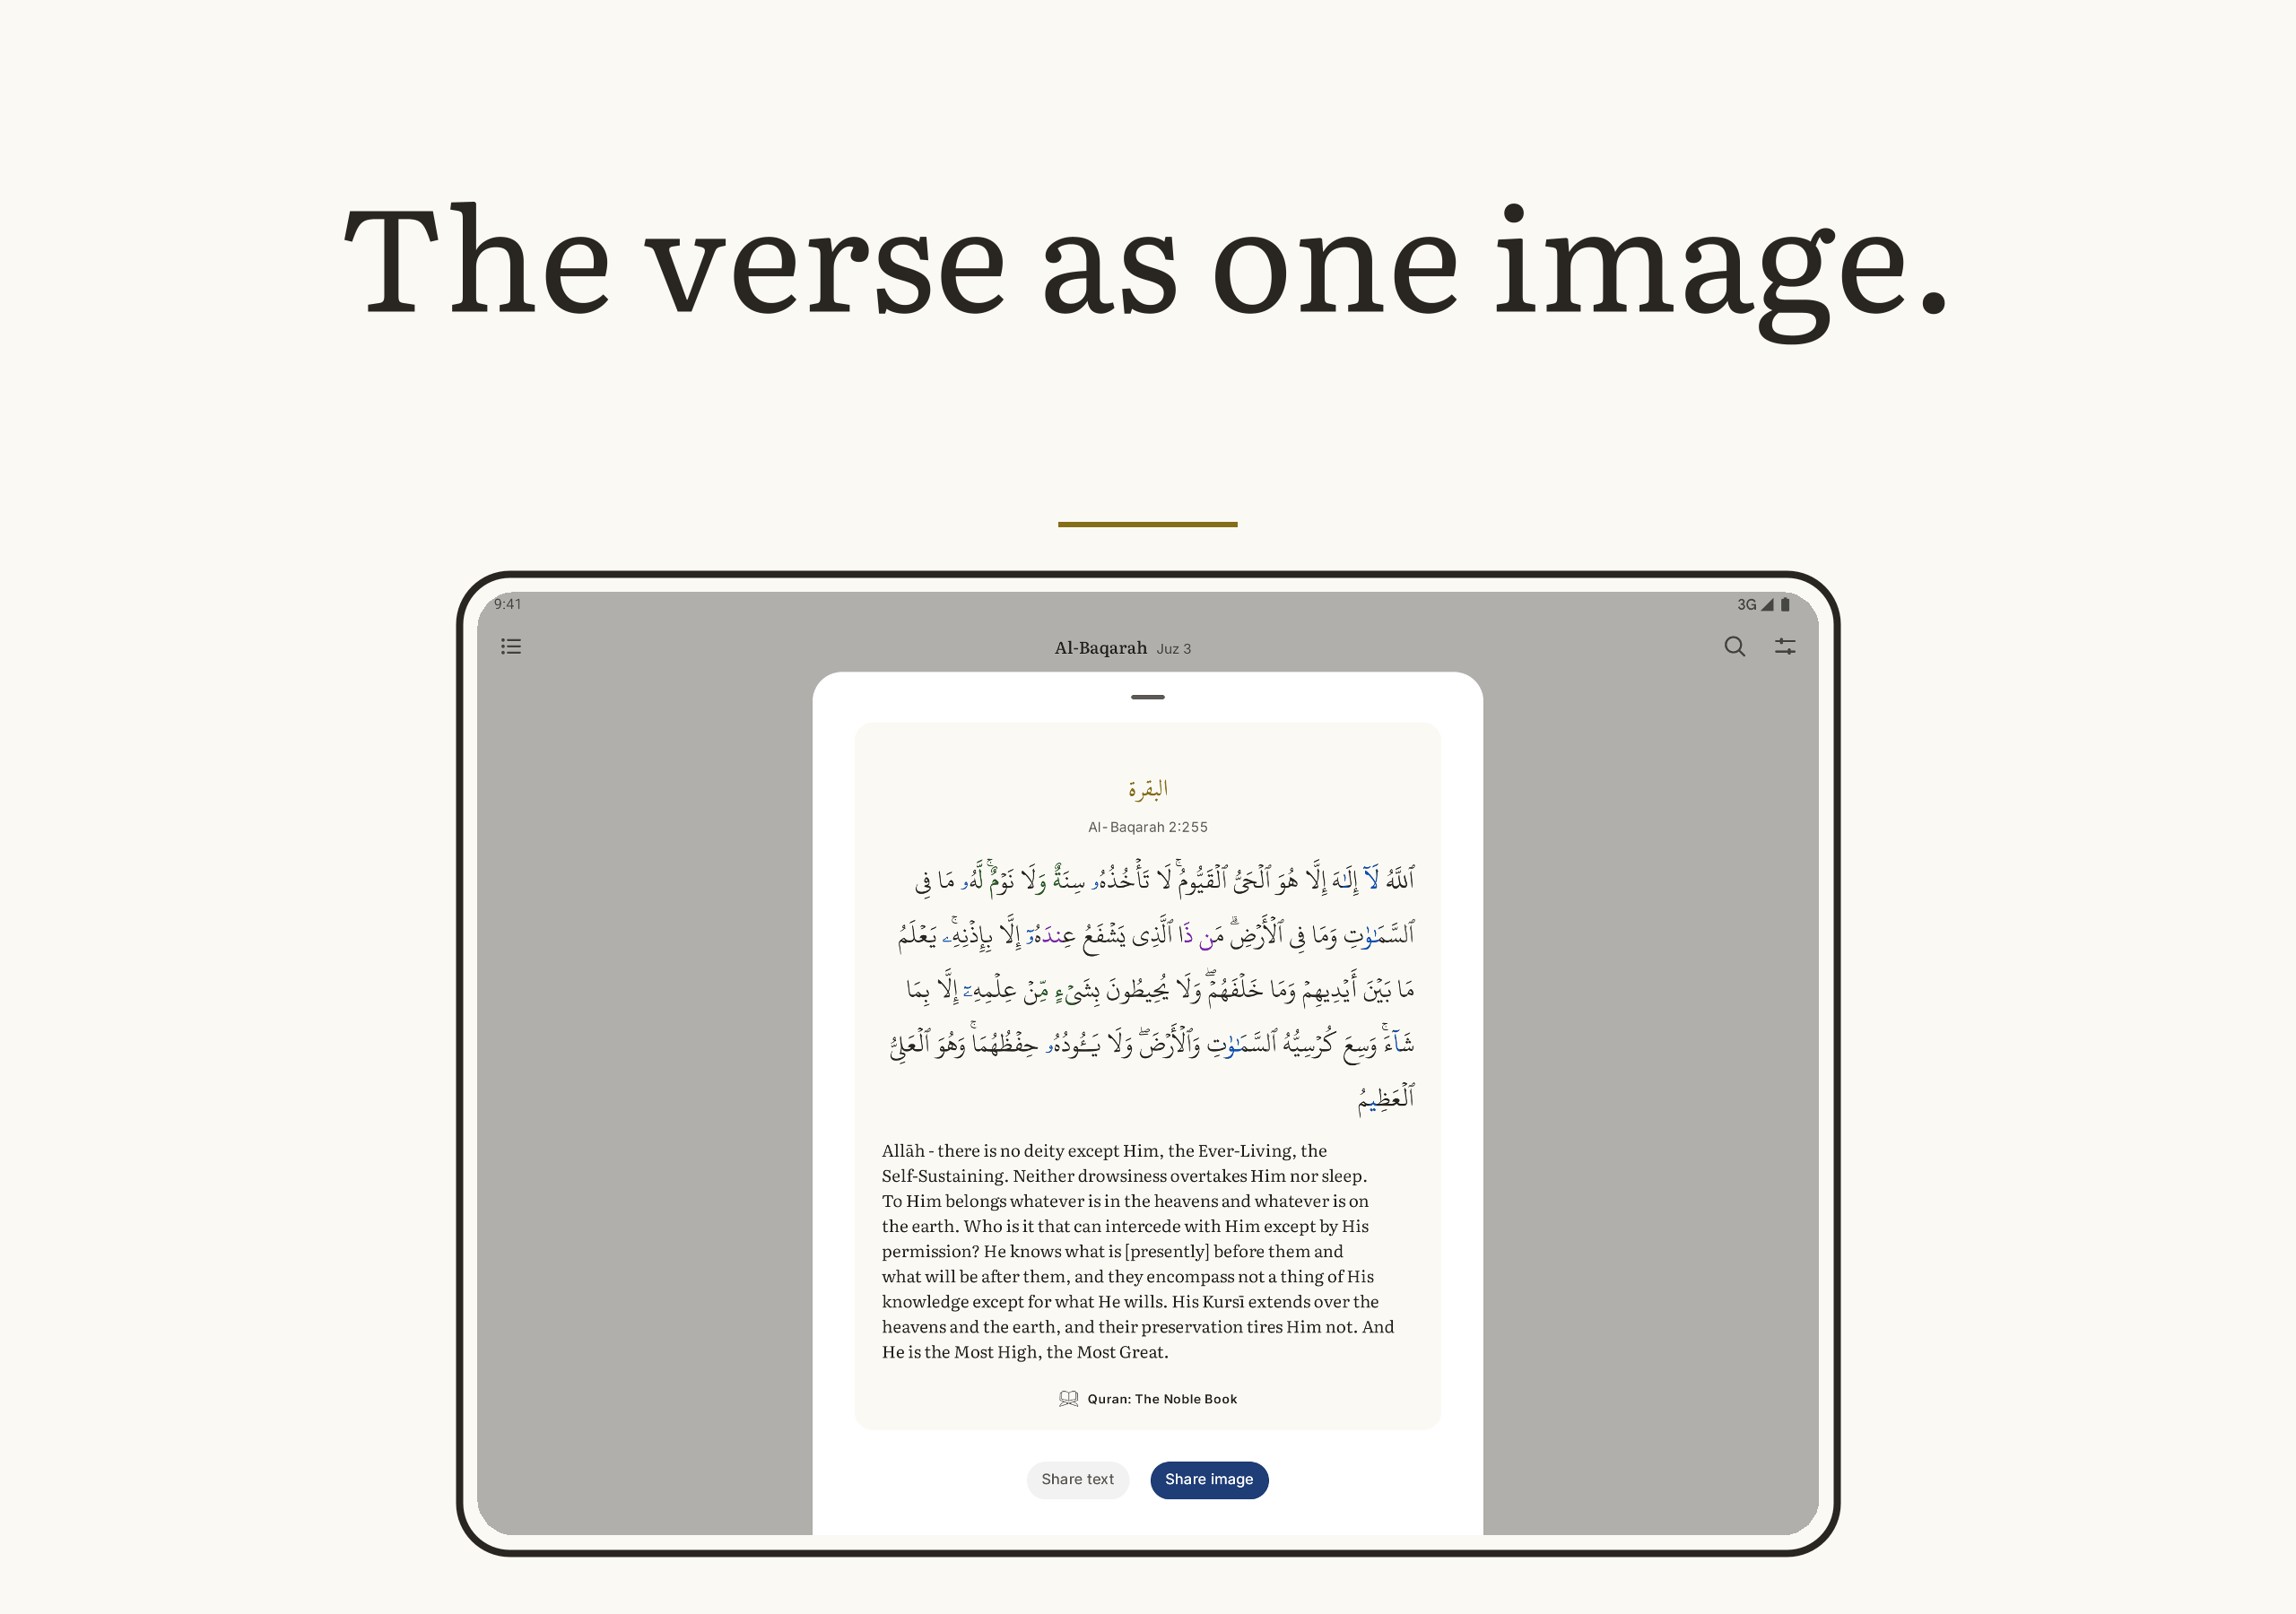 The verse as one image.
9:41
3G
Al-Baqarah Juz 3
البقرة
Al-Baqarah 2:255
ٱللَّهُ لَآ إِلَـٰهَ إِلَّا هُوَ ٱلْحَىُّ ٱلْقَيُّومُ ۚ لَا تَأْخُذُهُۥ سِنَةٌ وَلَا نَوْمٌ ۚ لَّهُۥ مَا فِى
ٱلسَّمَـٰوَٰتِ وَمَا فِى ٱلْأَرْضِ ۗ مَن ذَا ٱلَّذِى يَشْفَعُ عِندَهُۥٓ إِلَّا بِإِذْنِهِۦ ۚ يَعْلَمُ
مَا بَيْنَ أَيْدِيهِمْ وَمَا خَلْفَهُمْ ۖ وَلَا يُحِيطُونَ بِشَىْءٍ مِّنْ عِلْمِهِۦٓ إِلَّا بِمَا
شَآءَ ۚ وَسِعَ كُرْسِيُّهُ ٱلسَّمَـٰوَٰتِ وَٱلْأَرْضَ ۖ وَلَا يَـُٔودُهُۥ حِفْظُهُمَا ۚ وَهُوَ ٱلْعَلِىُّ
ٱلْعَظِيمُ
Allāh - there is no deity except Him, the Ever-Living, the
Self-Sustaining. Neither drowsiness overtakes Him nor sleep.
To Him belongs whatever is in the heavens and whatever is on
the earth. Who is it that can intercede with Him except by His
permission? He knows what is [presently] before them and
what will be after them, and they encompass not a thing of His
knowledge except for what He wills. His Kursī extends over the
heavens and the earth, and their preservation tires Him not. And
He is the Most High, the Most Great.
Quran: The Noble Book
Share text Share image